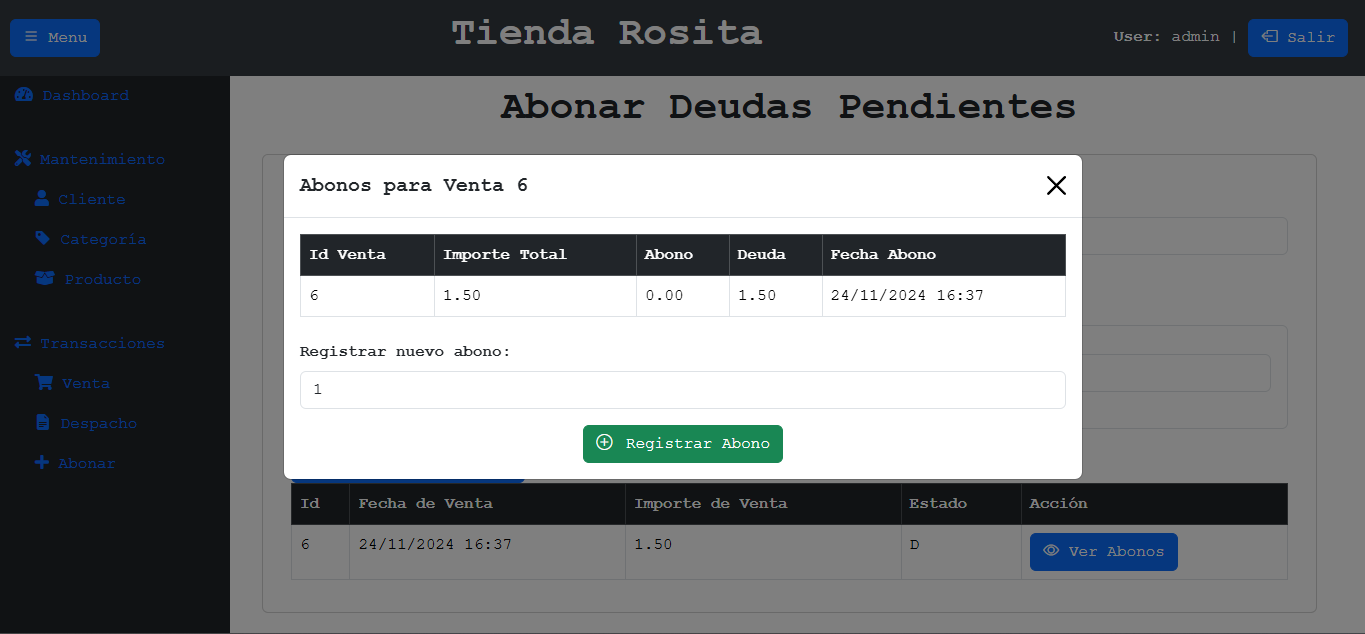 Menu
Tienda Rosita
User: admin | Salir
Dashboard
Mantenimiento
Cliente
Categoria
Producto
Transacciones
Venta
Despacho
Abonar
Abonar Deudas Pendientes
Abonos para Venta 6
Id Venta Importe Total Abono Deuda Fecha Abono
6 1.50 0.00 1.50 24/11/2024 16:37
Registrar nuevo abono:
1
Registrar Abono
Id Fecha de Venta Importe de Venta Estado Acción
6 24/11/2024 16:37 1.50 D Ver Abonos